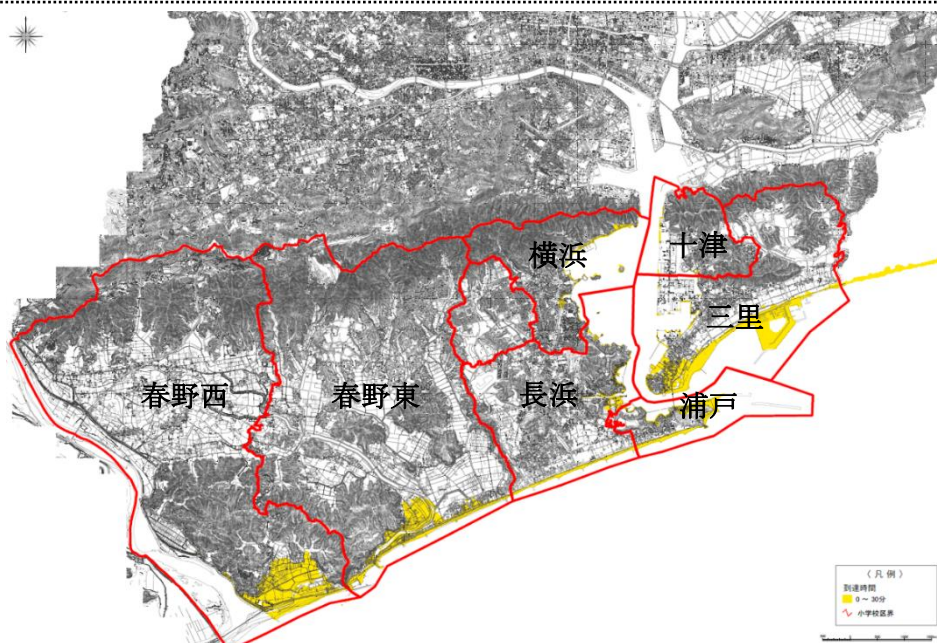 横浜
十津
三里
春野西
春野東
長浜
浦戸
〈 凡 例 〉
到達時間
0 ~ 30分
小学校区界